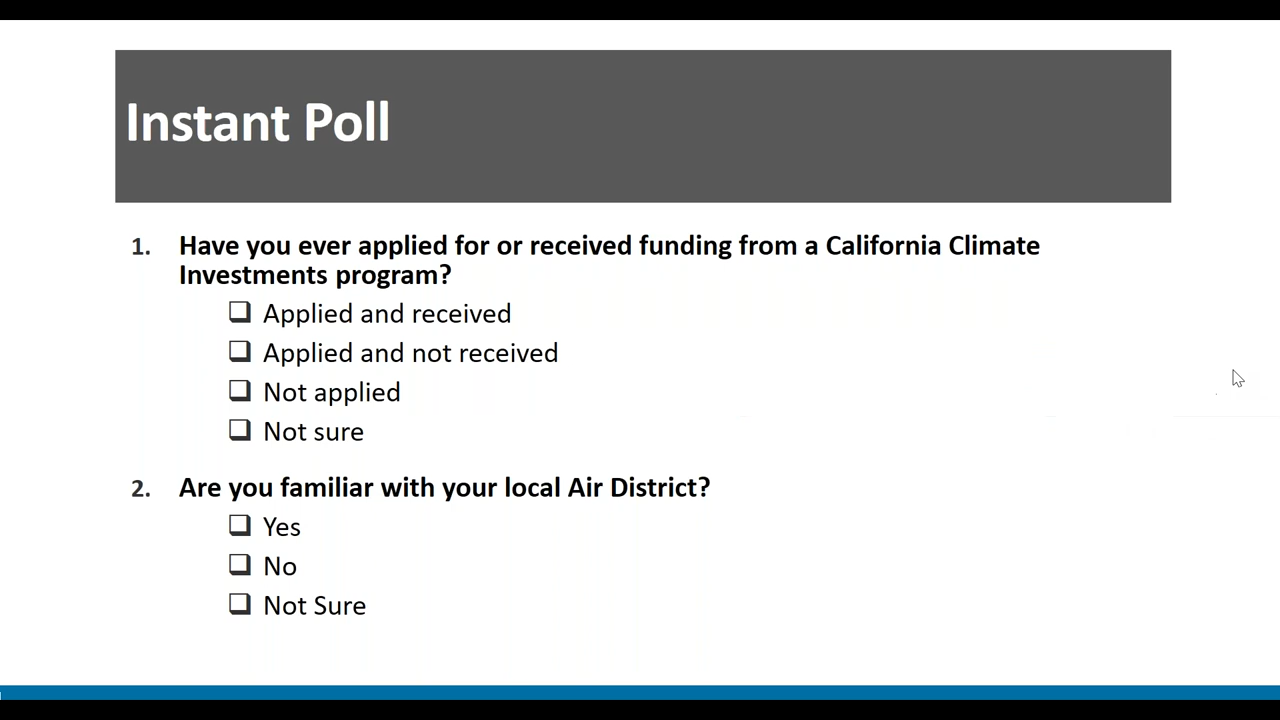 Instant Poll
1. Have you ever applied for or received funding from a California Climate
Investments program?
❑ Applied and received
❑ Applied and not received
❑ Not applied
❑ Not sure
2. Are you familiar with your local Air District?
❑ Yes
❑ No
❑ Not Sure